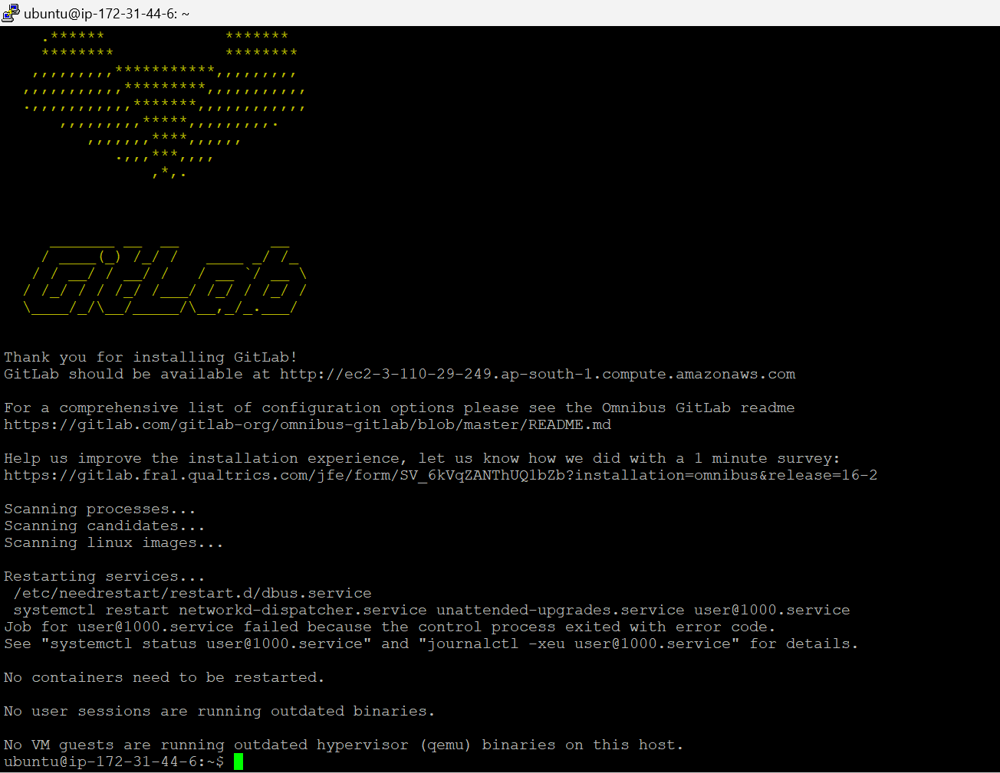 ubuntu@ip-172-31-44-6: ~
     .******             *******
    ********            ********
   ,,,,,,,,,***********,,,,,,,,,
  ,,,,,,,,,,,*********,,,,,,,,,,,
  .,,,,,,,,,,,*******,,,,,,,,,,,,
      ,,,,,,,,,*****,,,,,,,,,.
         ,,,,,,,****,,,,,,
            .,,,***,,,,
                ,*,.
     _______ __  __          __
    / ____(_) /_/ /   ____ _/ /_
   / / __/ / __/ /   / __ `/ __ \
  / /_/ / / /_/ /___/ /_/ / /_/ /
  \____/_/\__/_____/\__,_/_.___/
Thank you for installing GitLab!
GitLab should be available at http://ec2-3-110-29-249.ap-south-1.compute.amazonaws.com
For a comprehensive list of configuration options please see the Omnibus GitLab readme
https://gitlab.com/gitlab-org/omnibus-gitlab/blob/master/README.md
Help us improve the installation experience, let us know how we did with a 1 minute survey:
https://gitlab.fra1.qualtrics.com/jfe/form/SV_6kVqZANThUQ1bZb?installation=omnibus&release=16-2
Scanning processes...
Scanning candidates...
Scanning linux images...
Restarting services...
 /etc/needrestart/restart.d/dbus.service
 systemctl restart networkd-dispatcher.service unattended-upgrades.service user@1000.service
Job for user@1000.service failed because the control process exited with error code.
See "systemctl status user@1000.service" and "journalctl -xeu user@1000.service" for details.
No containers need to be restarted.
No user sessions are running outdated binaries.
No VM guests are running outdated hypervisor (qemu) binaries on this host.
ubuntu@ip-172-31-44-6:~$